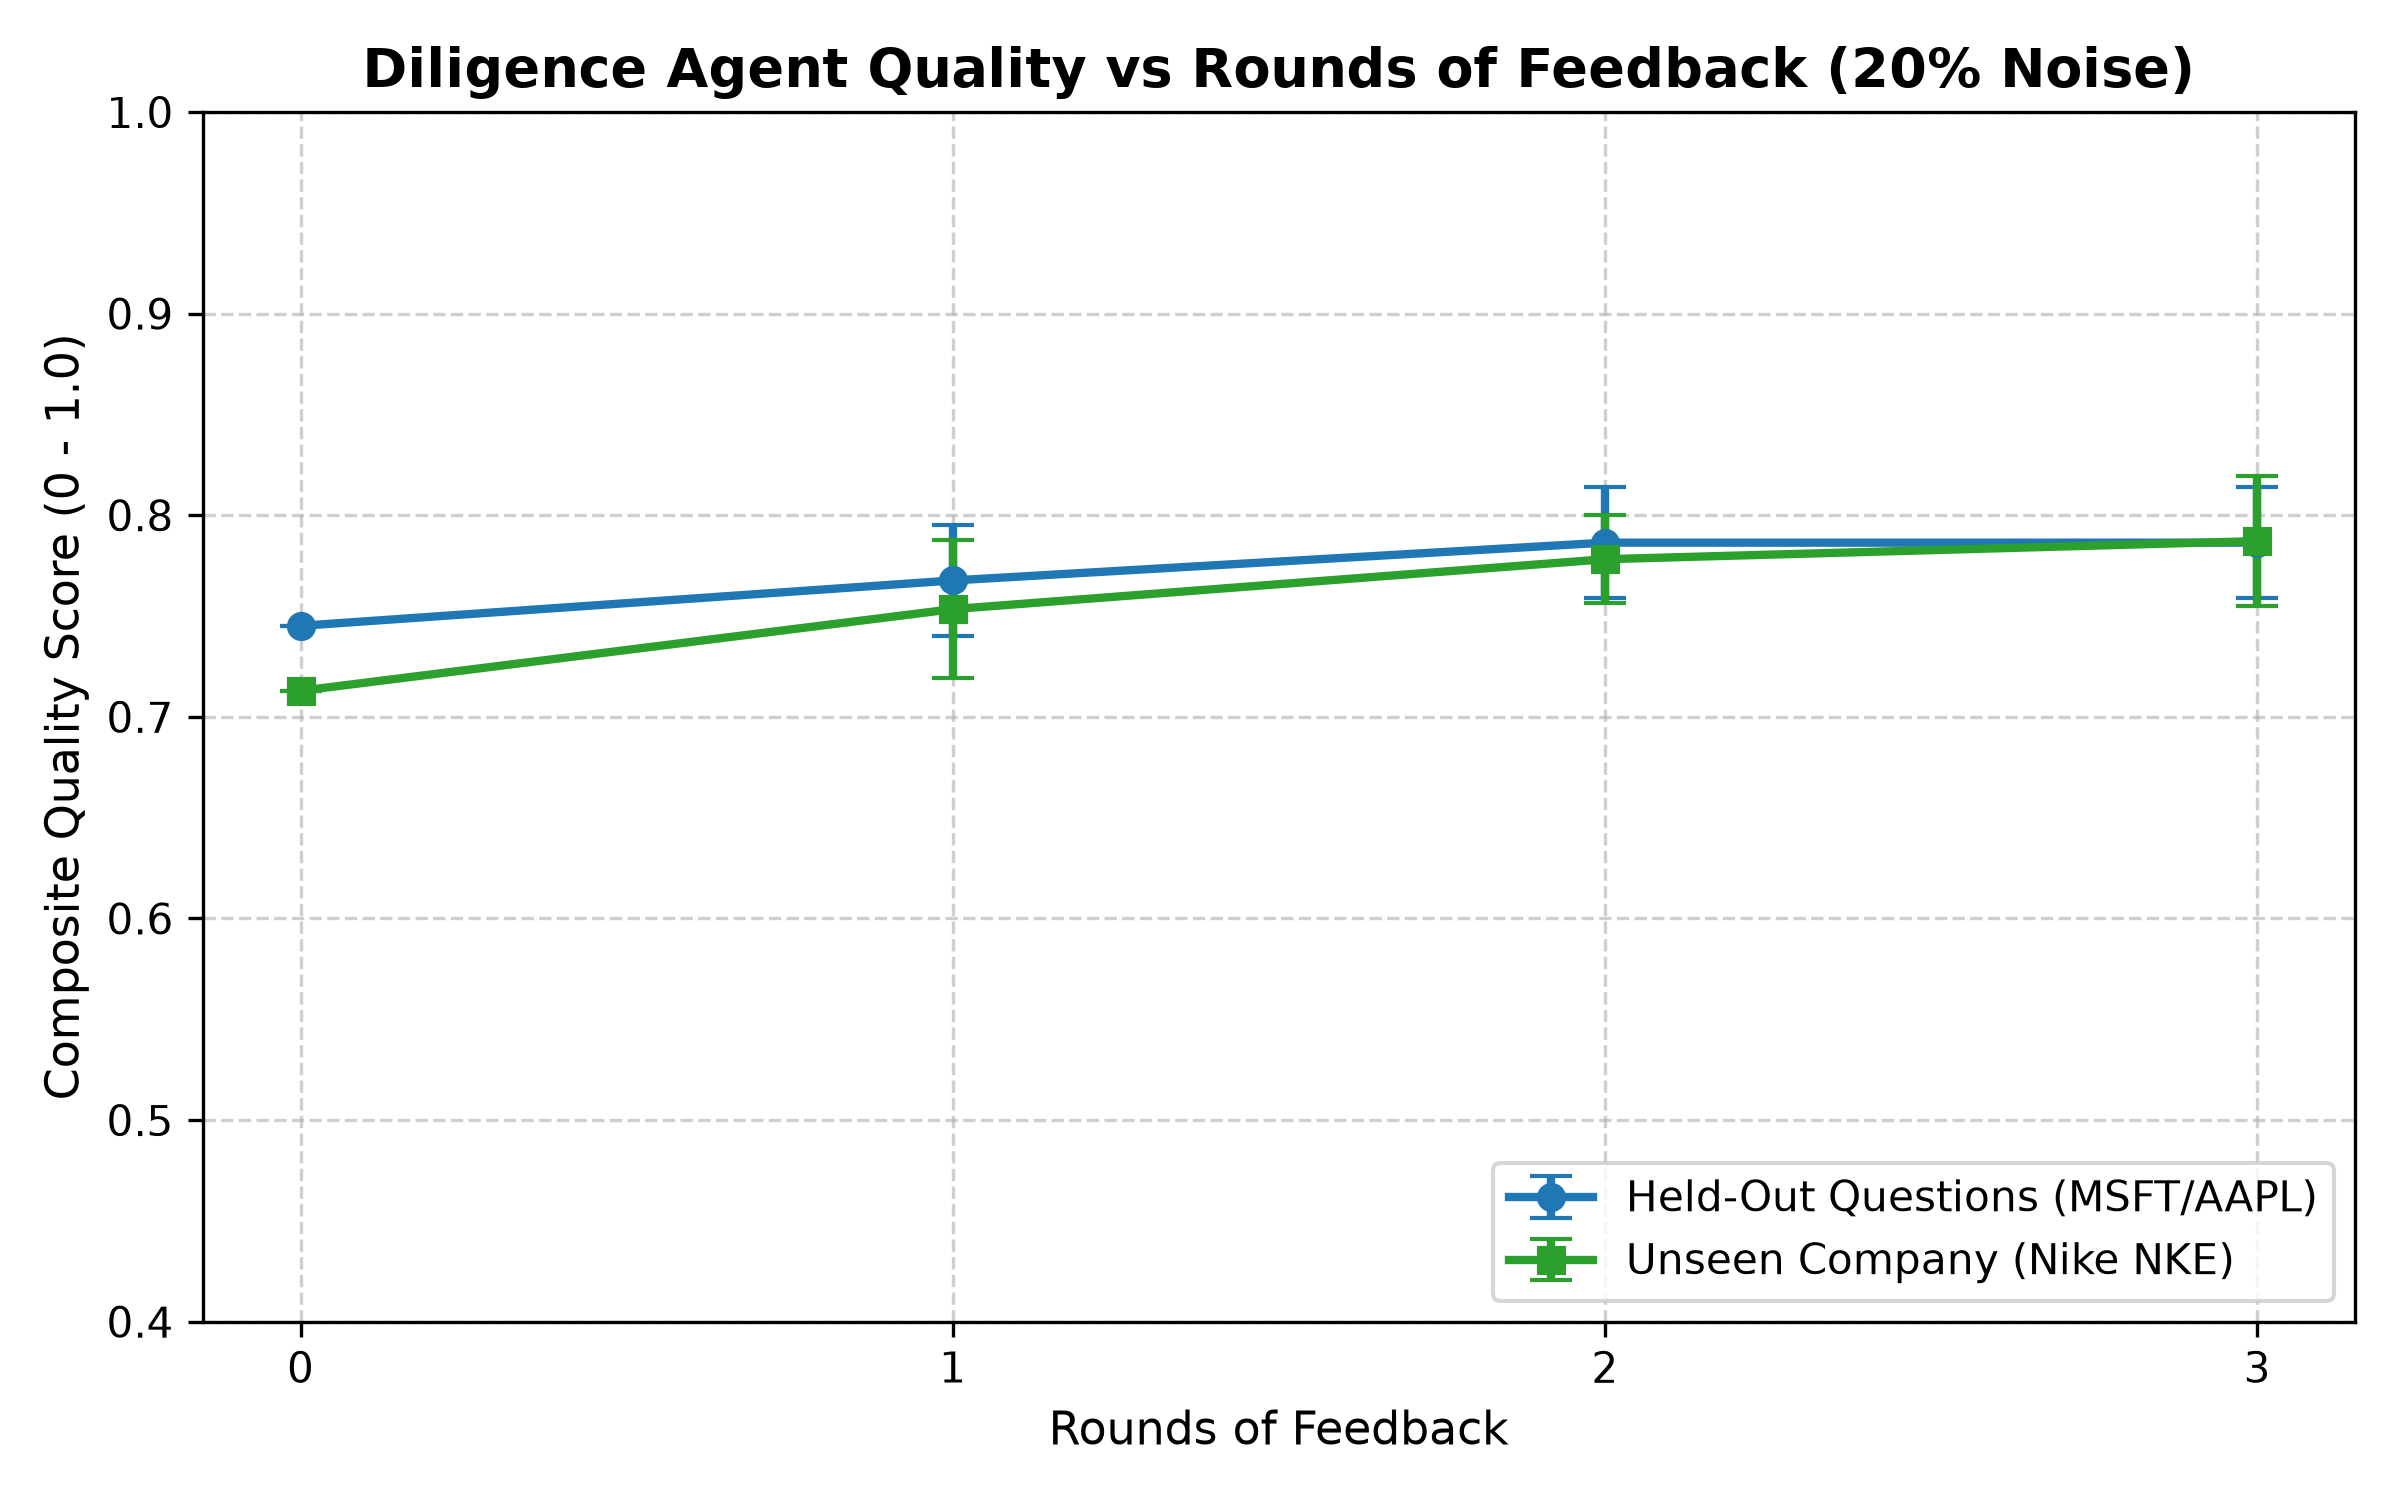 Diligence Agent Quality vs Rounds of Feedback (20% Noise)
Composite Quality Score (0 - 1.0)
1.0
0.9
0.8
0.7
0.6
0.5
0.4
Held-Out Questions (MSFT/AAPL)
Unseen Company (Nike NKE)
0 1 2 3
Rounds of Feedback